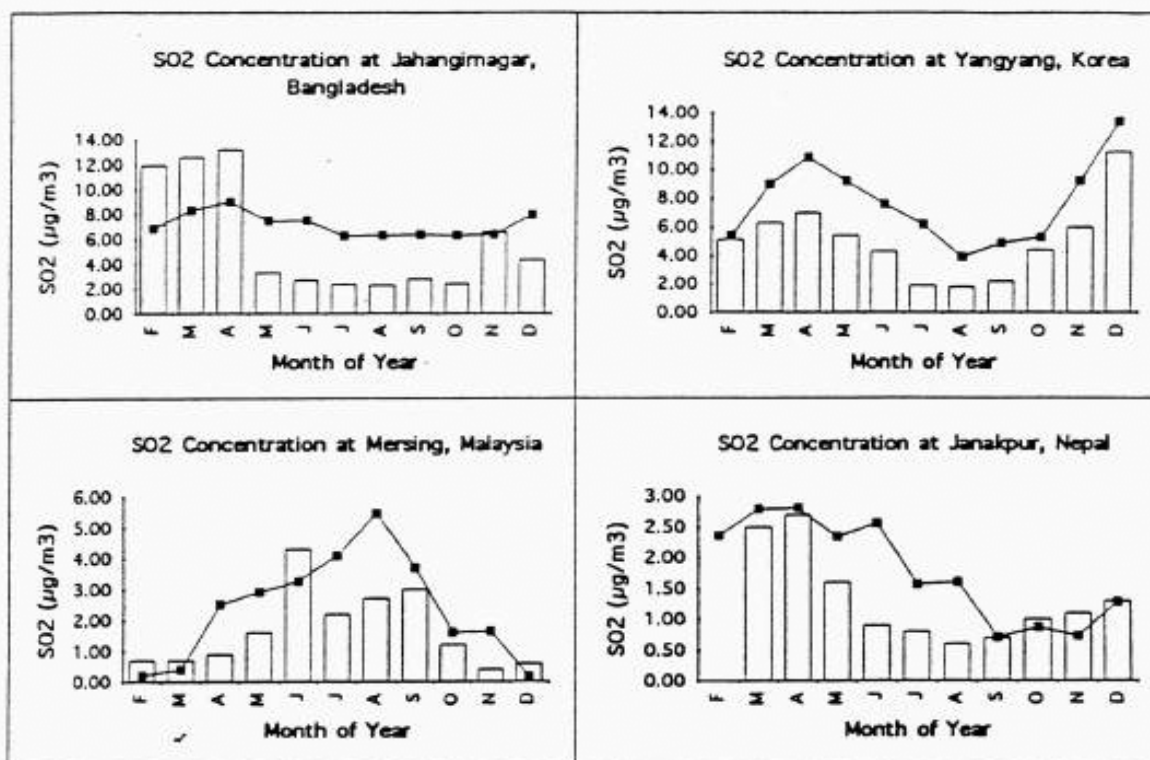 SO2 Concentration at Jahangirnagar,
Bangladesh
SO2 (µg/m3)
14.00
12.00
10.00
8.00
6.00
4.00
2.00
0.00
F M A M J J A S O N D
Month of Year
SO2 Concentration at Yangyang, Korea
SO2 (µg/m3)
14.00
12.00
10.00
8.00
6.00
4.00
2.00
0.00
F M A M J J A S O N D
Month of Year
SO2 Concentration at Mersing, Malaysia
SO2 (µg/m3)
6.00
5.00
4.00
3.00
2.00
1.00
0.00
F M A M J J A S O N D
Month of Year
SO2 Concentration at Janakpur, Nepal
SO2 (µg/m3)
3.00
2.50
2.00
1.50
1.00
0.50
0.00
F M A M J J A S O N D
Month of Year